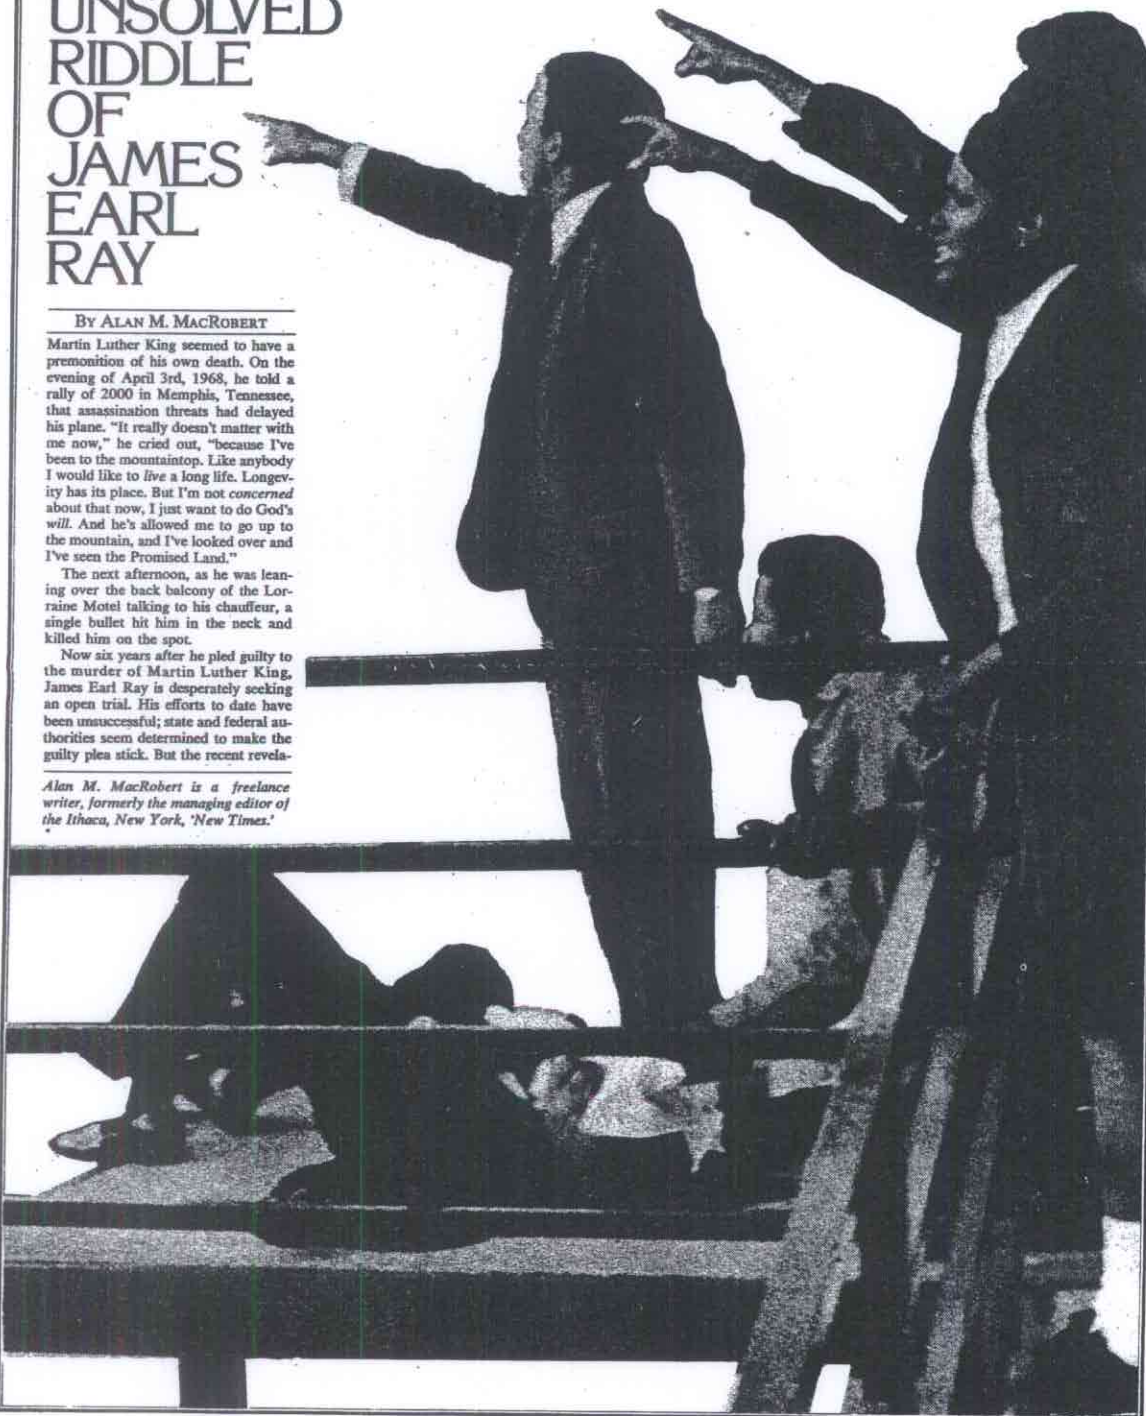 UNSOLVED
RIDDLE
OF
JAMES
EARL
RAY
BY ALAN M. MACROBERT
Martin Luther King seemed to have a
premonition of his own death. On the
evening of April 3rd, 1968, he told a
rally of 2000 in Memphis, Tennessee,
that assassination threats had delayed
his plane. "It really doesn't matter with
me now," he cried out, "because I've
been to the mountaintop. Like anybody
I would like to live a long life. Longev-
ity has its place. But I'm not concerned
about that now, I just want to do God's
will. And he's allowed me to go up to
the mountain, and I've looked over and
I've seen the Promised Land."
The next afternoon, as he was lean-
ing over the back balcony of the Lor-
raine Motel talking to his chauffeur, a
single bullet hit him in the neck and
killed him on the spot.
Now six years after he pled guilty to
the murder of Martin Luther King,
James Earl Ray is desperately seeking
an open trial. His efforts to date have
been unsuccessful; state and federal au-
thorities seem determined to make the
guilty plea stick. But the recent revela-
Alan M. MacRobert is a freelance
writer, formerly the managing editor of
the Ithaca, New York, 'New Times.'